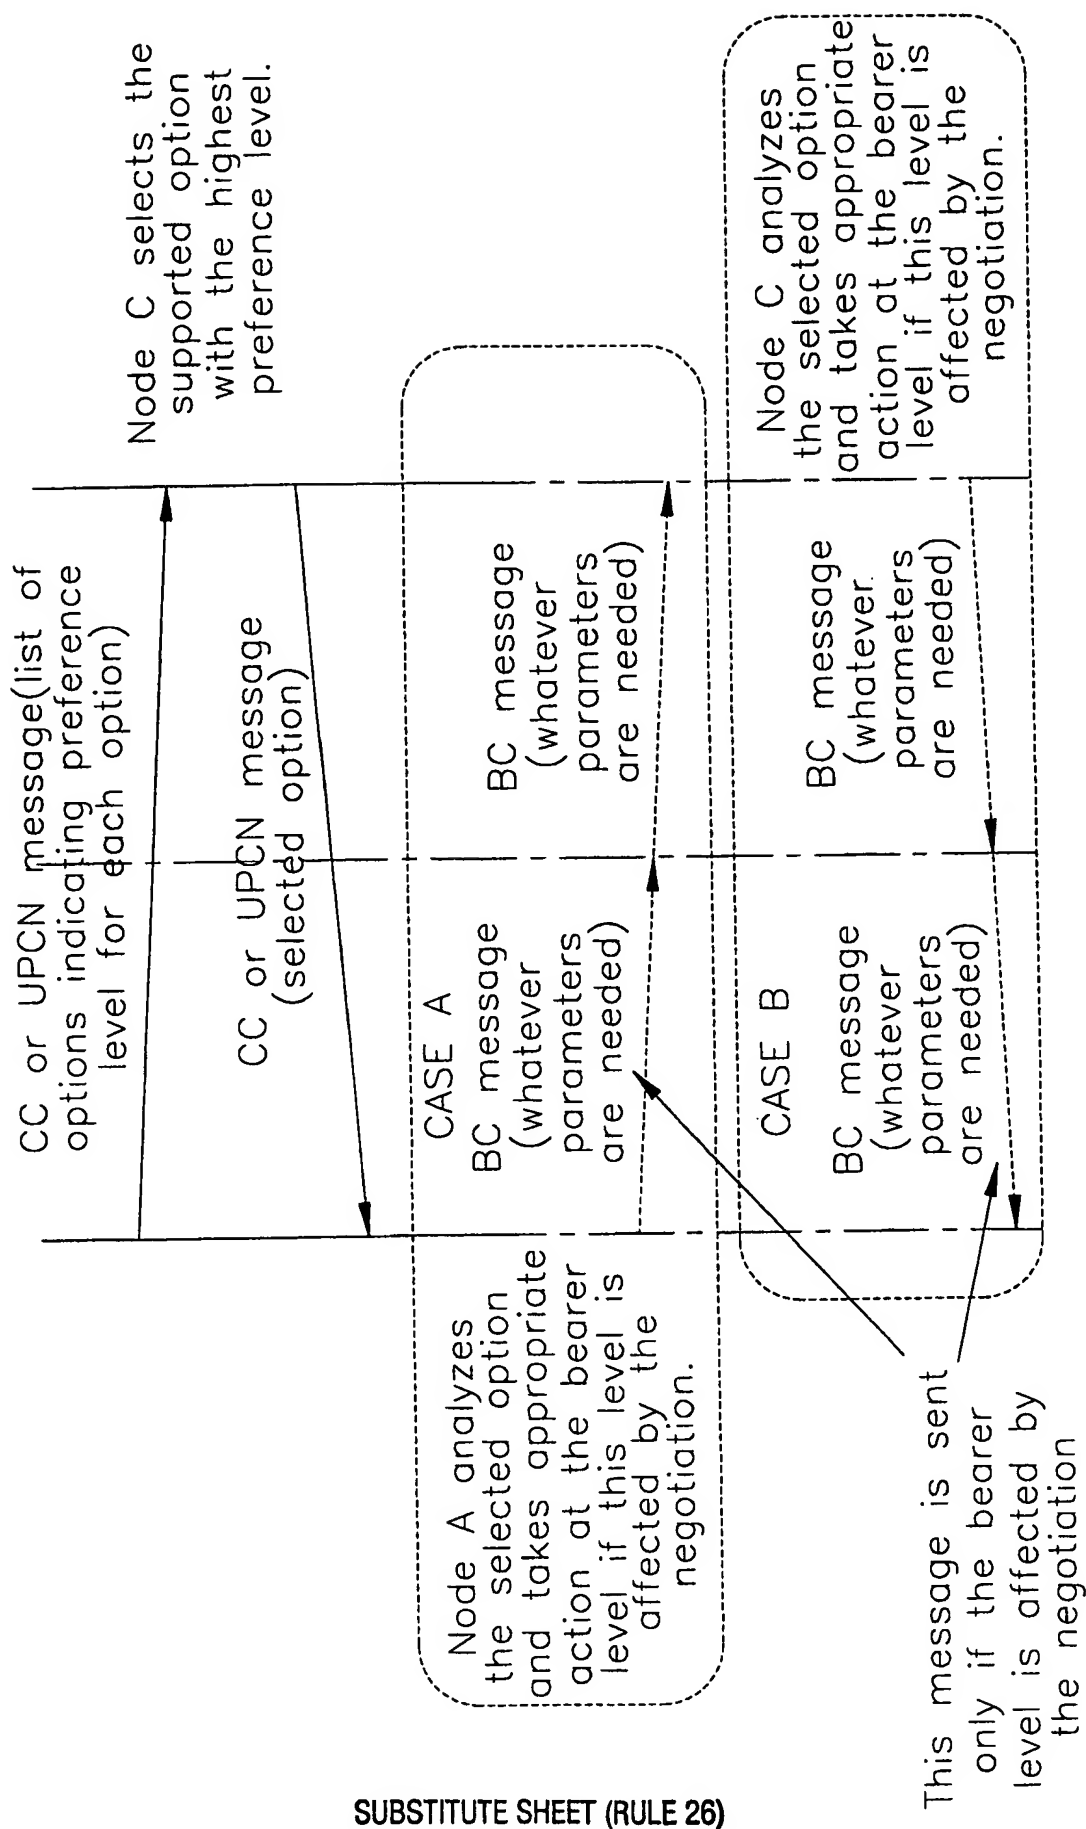 CC or UPCN message(list of
options indicating preference
level for each option)
Node C selects the
supported option
with the highest
preference level.
CC or UPCN message
(selected option)
Node A analyzes
the selected option
and takes appropriate
action at the bearer
level if this level is
affected by the
negotiation.
CASE A
BC message
(whatever
parameters
are needed)
BC message
(whatever
parameters
are needed)
CASE B
BC message
(whatever
parameters
are needed)
BC message
(whatever.
parameters
are needed)
Node C analyzes
the selected option
and takes appropriate
action at the bearer
level if this level is
affected by the
negotiation.
This message is sent
only if the bearer
level is affected by
the negotiation
SUBSTITUTE SHEET (RULE 26)